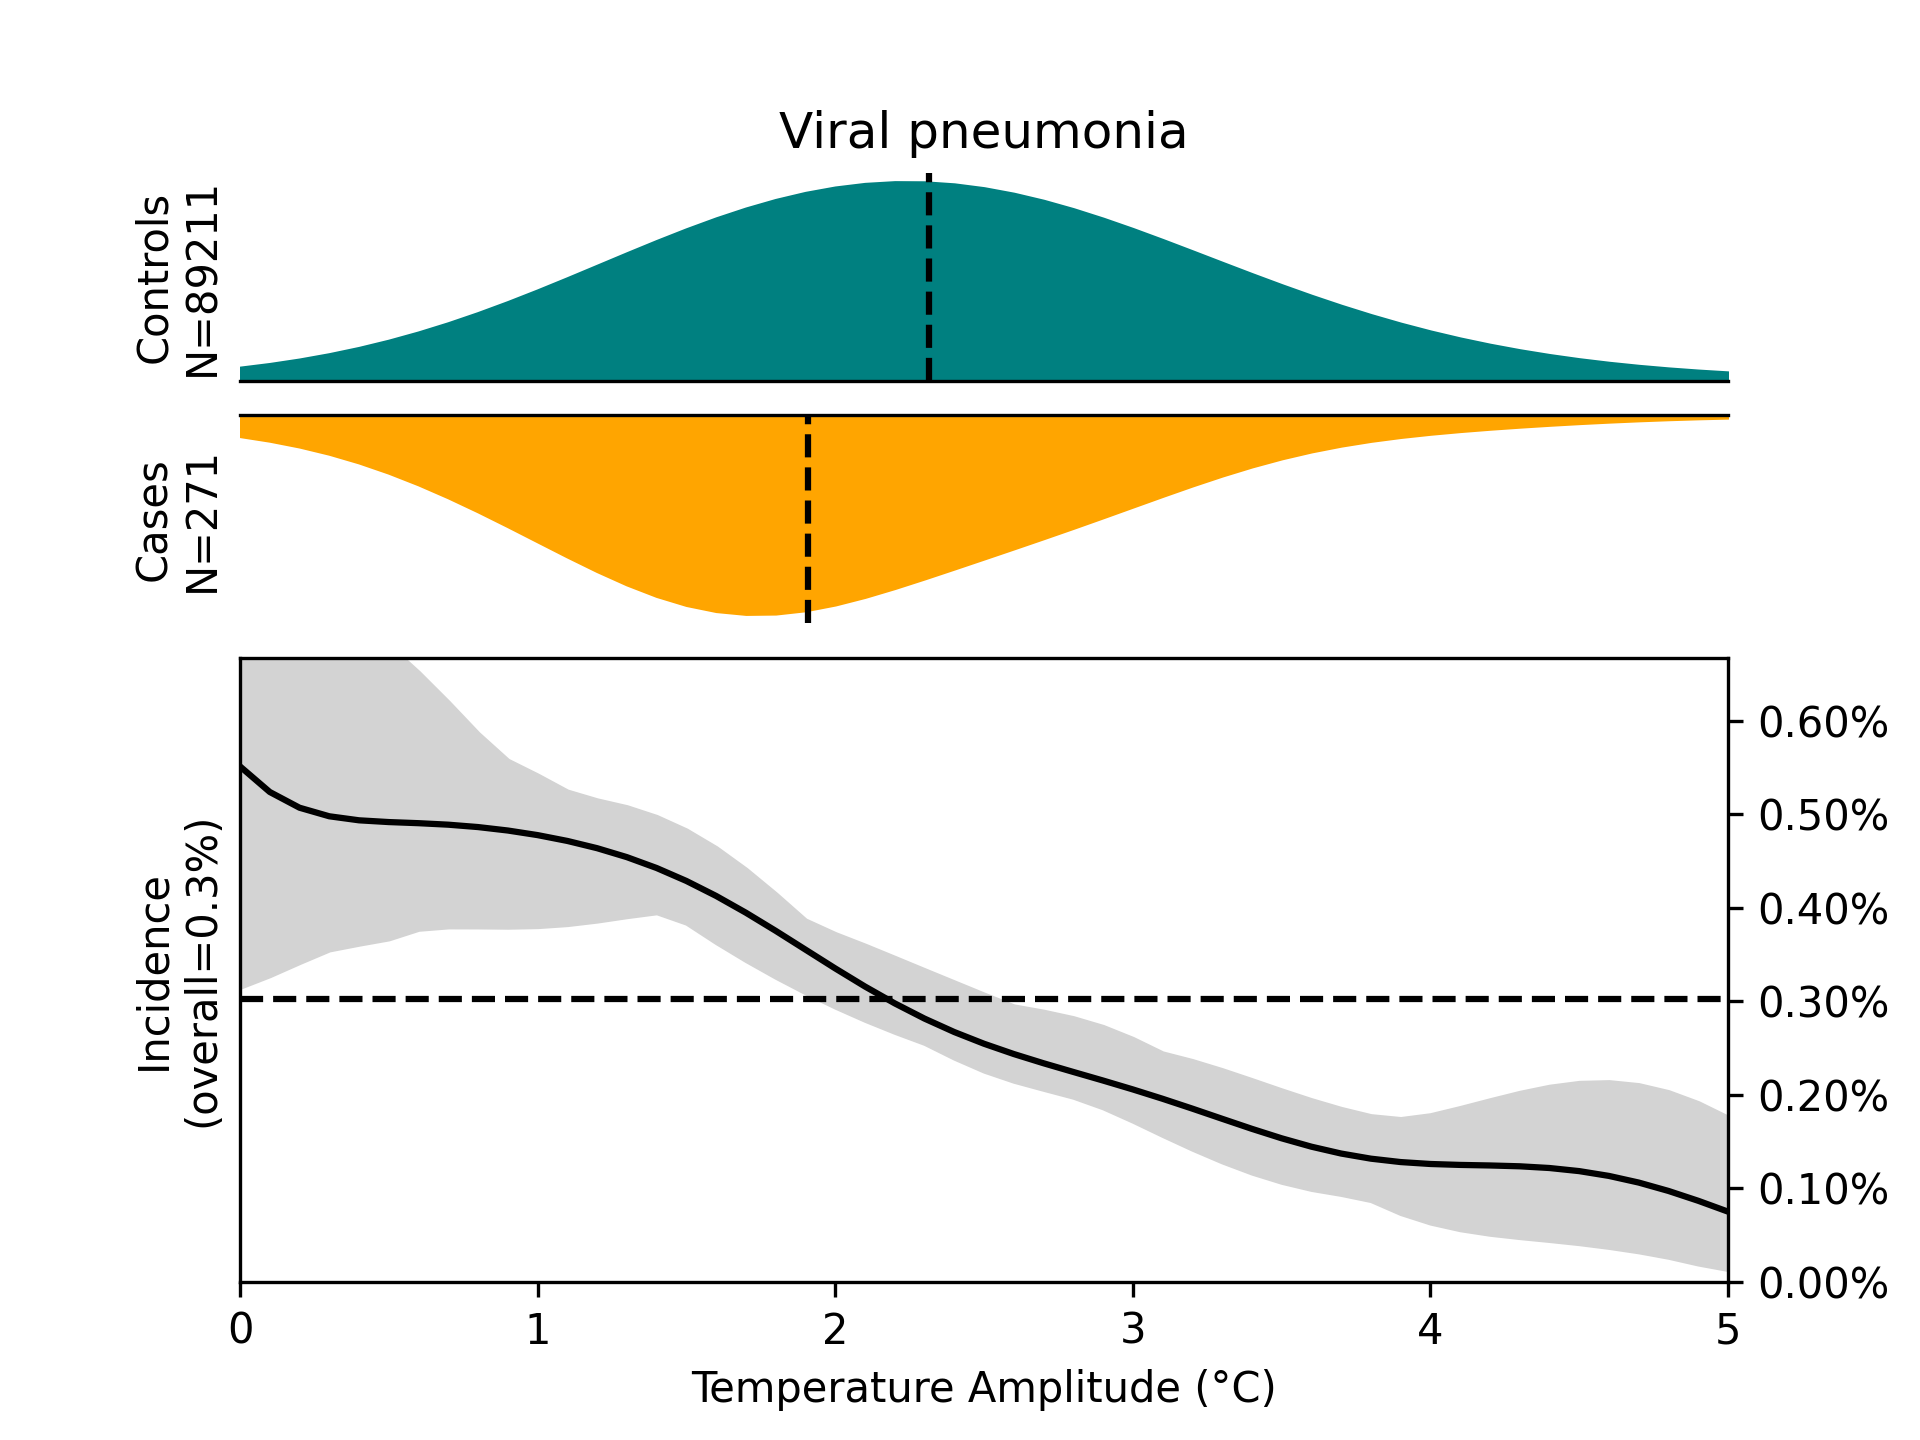 Viral pneumonia
Controls
N=89211
Cases
N=271
Incidence
(overall=0.3%)
0.60%
0.50%
0.40%
0.30%
0.20%
0.10%
0.00%
0 1 2 3 4 5
Temperature Amplitude (°C)